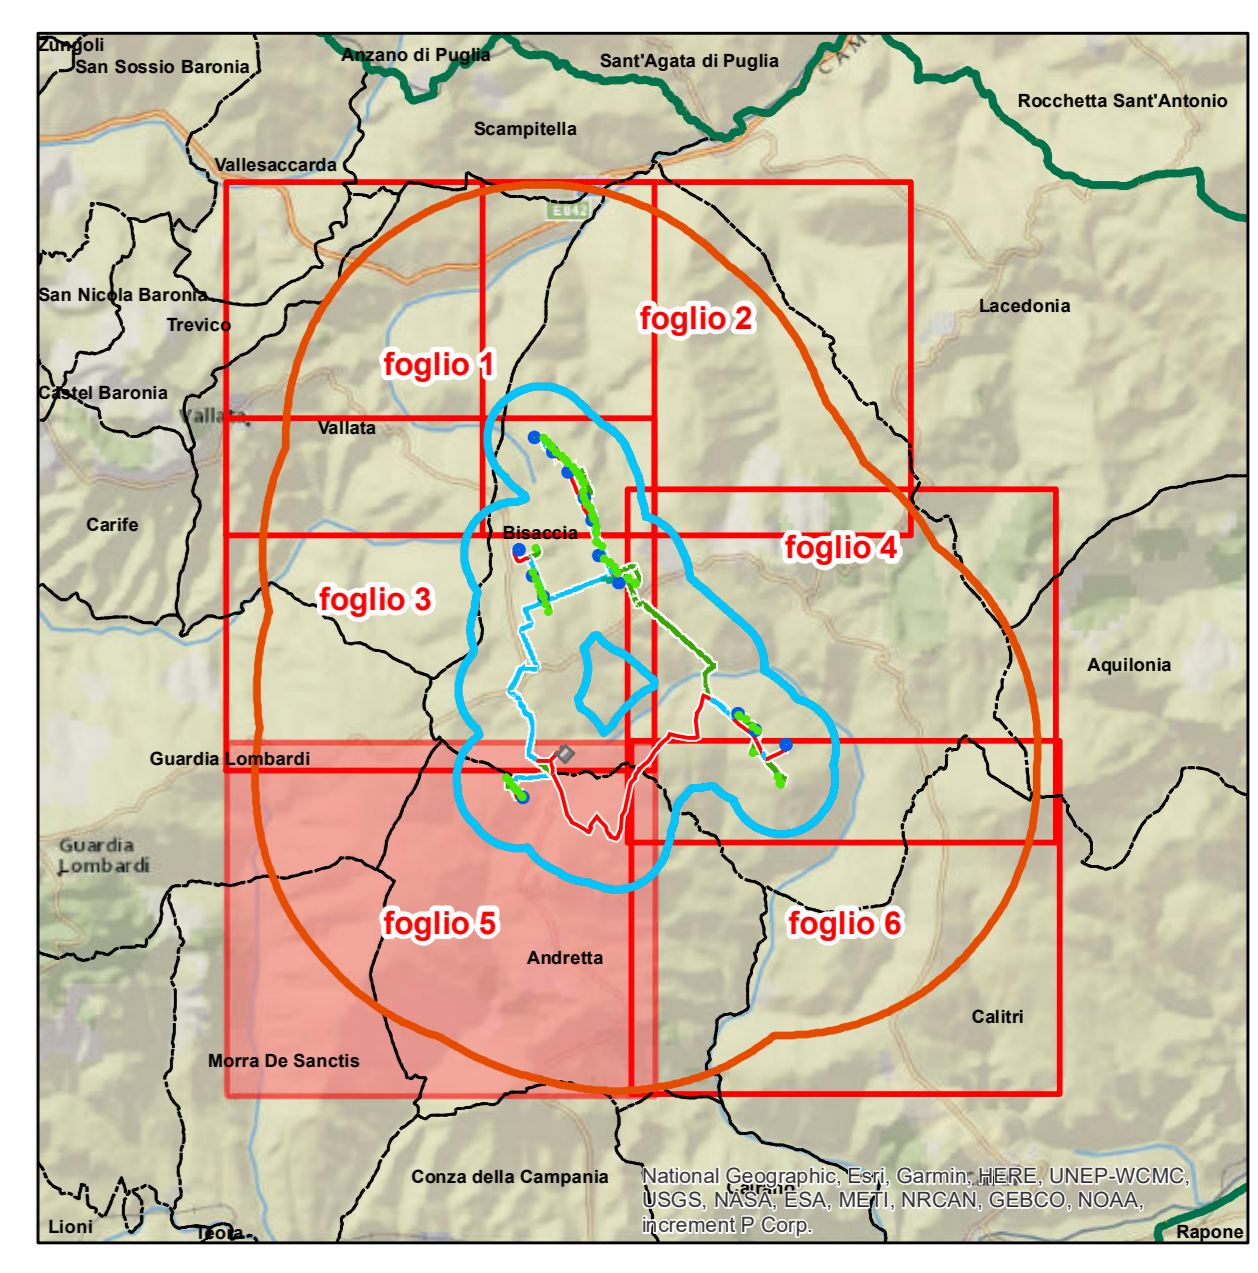 Zungoli
San Sossio Baronia
Anzano di Puglia
Sant'Agata di Puglia
Rocchetta Sant'Antonio
Scampitella
Vallesaccarda
E842
San Nicola Baronia
Trevico
Lacedonia
foglio 2
foglio 1
Castel Baronia
Vallata
Vallata
Carife
Bisaccia
foglio 4
foglio 3
Aquilonia
Guardia Lombardi
Guardia
Lombardi
foglio 5
foglio 6
Andretta
Calitri
Morra De Sanctis
Conza della Campania
National Geographic, Esri, Garmin, HERE, UNEP-WCMC,
USGS, NASA, ESA, METI, NRCAN, GEBCO, NOAA,
increment P Corp.
Lioni
Teora
Rapone